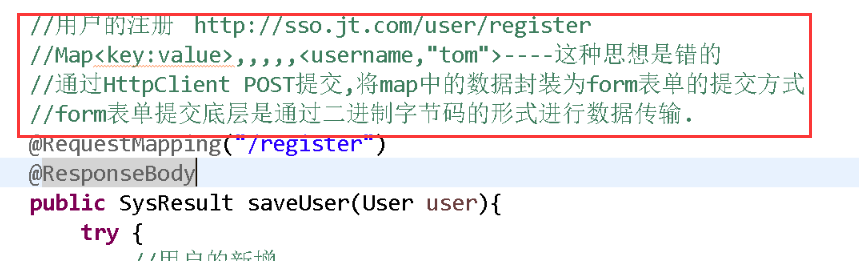 //用户的注册  http://sso.jt.com/user/register
//Map<key:value>,,,,,<username,"tom">----这种思想是错的
//通过HttpClient POST提交,将map中的数据封装为form表单的提交方式
//form表单提交底层是通过二进制字节码的形式进行数据传输.
@RequestMapping("/register")
@ResponseBody
public SysResult saveUser(User user){
try {
//用户的新增